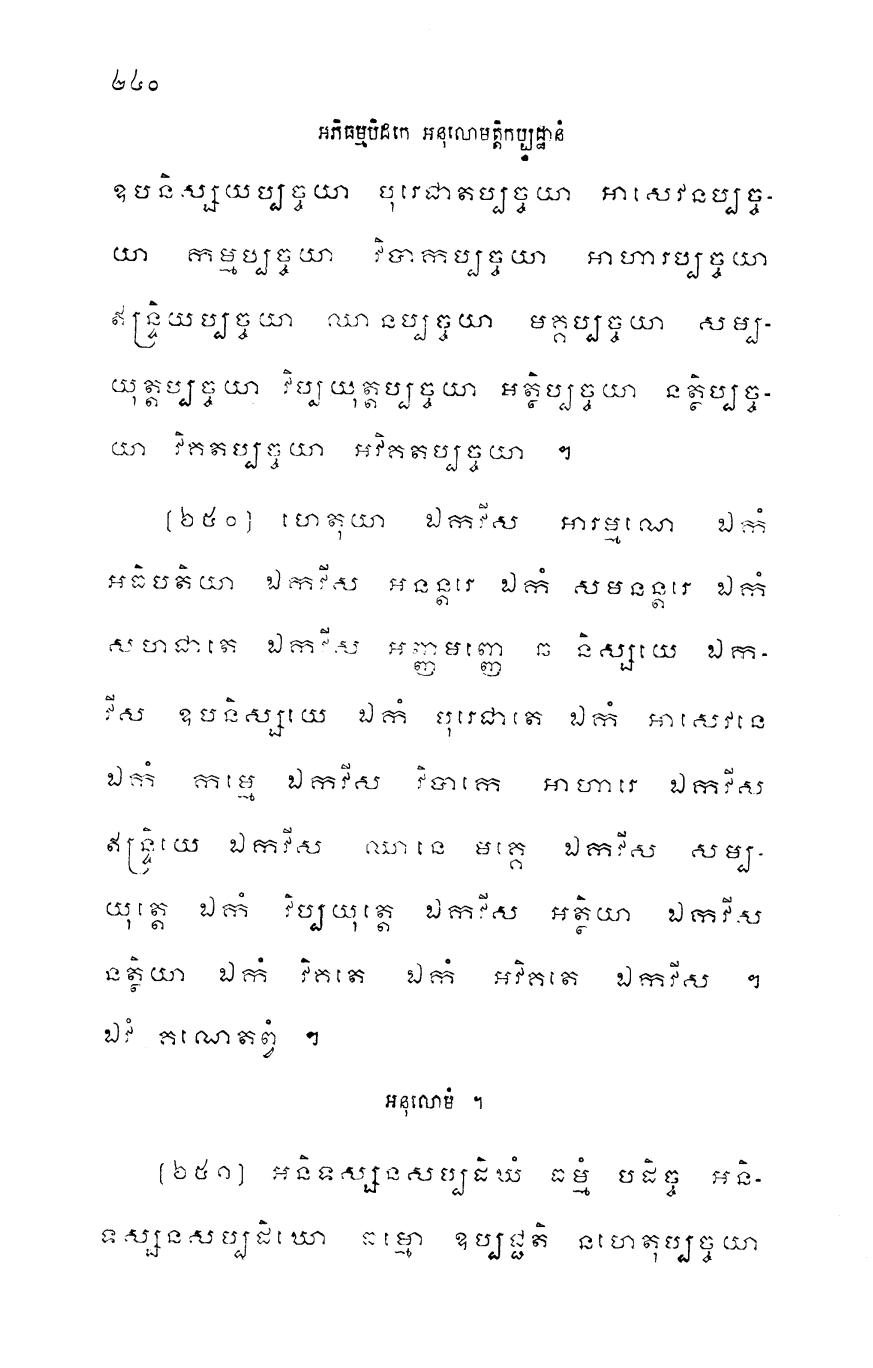 ២៤០
អភិធម្មបិដកេ អនុលោមត្តិកប្បដ្ឋានំ
ឧបនិស្សយប្បច្ចយា បុរេជាតប្បច្ចយា អាសេវនប្បច្ច-
យា កម្មប្បច្ចយា វិបាកប្បច្ចយា អាហារប្បច្ចយា
ឥន្ទ្រិយប្បច្ចយា ឈានប្បច្ចយា មគ្គប្បច្ចយា សម្ប-
យុត្តប្បច្ចយា វិប្បយុត្តប្បច្ចយា អត្ថិប្បច្ចយា នត្ថិប្បច្ច-
យា វិគតប្បច្ចយា អវិគតប្បច្ចយា ។
[៦៥០] ហេតុយា ឯកវីស អារម្មណេ ឯកំ
អធិបតិយា ឯកវីស អនន្តរេ ឯកំ សមនន្តរេ ឯកំ
សហជាតេ ឯកវីស អញ្ញមញ្ញេ ឆ និស្សយេ ឯក-
វីស ឧបនិស្សយេ ឯកំ បុរេជាតេ ឯកំ អាសេវនេ
ឯកំ កម្មេ ឯកវីស វិបាកេ អាហារេ ឯកវីស
ឥន្ទ្រិយេ ឯកវីស ឈានេ មគ្គេ ឯកវីស សម្ប-
យុត្តេ ឯកំ វិប្បយុត្តេ ឯកវីស អត្ថិយា ឯកវីស
នត្ថិយា ឯកំ វិគតេ ឯកំ អវិគតេ ឯកវីស ។
ឯវំ គណេតព្វំ ។
អនុលោមំ ។
[៦៥១] អនិទស្សនសប្បដិឃំ ធម្មំ បដិច្ច អនិ-
ទស្សនសប្បដិឃោ ធម្មោ ឧប្បជ្ជតិ នហេតុប្បច្ចយា